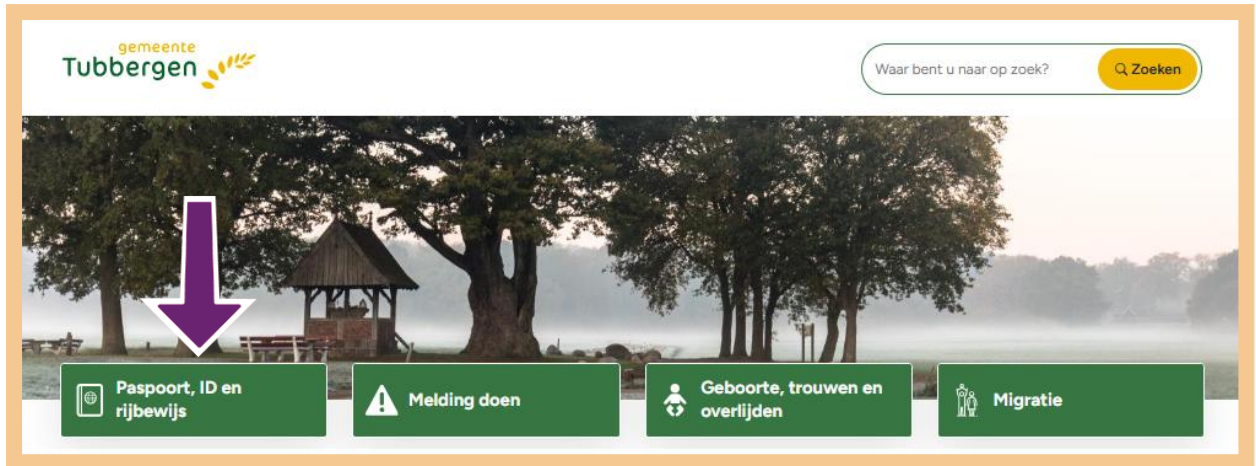 gemeente
Tubbergen
Waar bent u naar op zoek?
Zoeken
Paspoort, ID en
rijbewijs
Melding doen
Geboorte, trouwen en
overlijden
Migratie